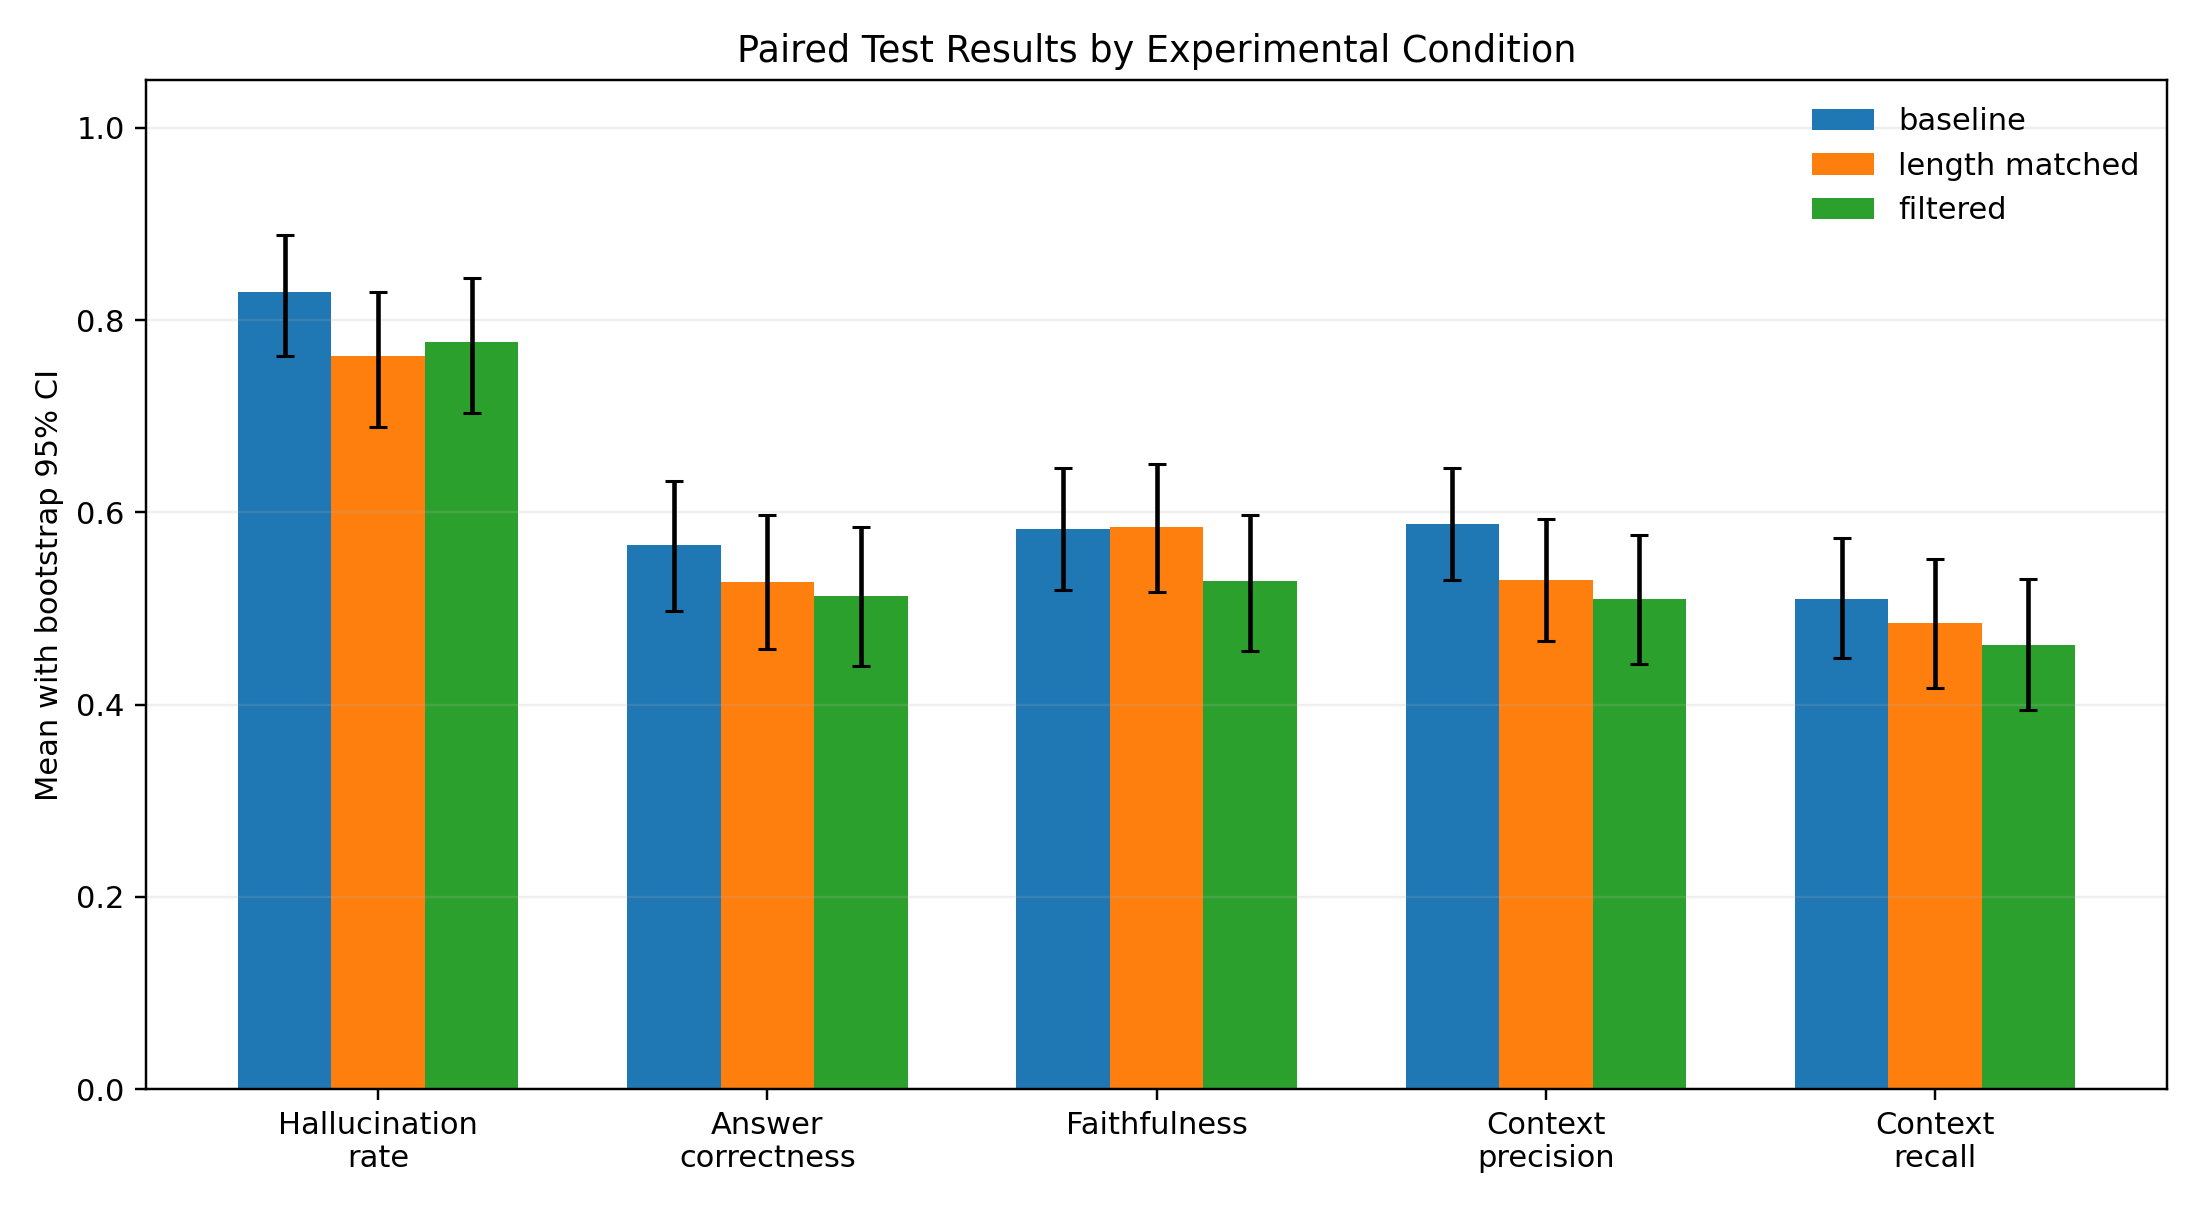 Paired Test Results by Experimental Condition
baseline
length matched
filtered
Mean with bootstrap 95% CI
1.0
0.8
0.6
0.4
0.2
0.0
Hallucination
rate
Answer
correctness
Faithfulness
Context
precision
Context
recall